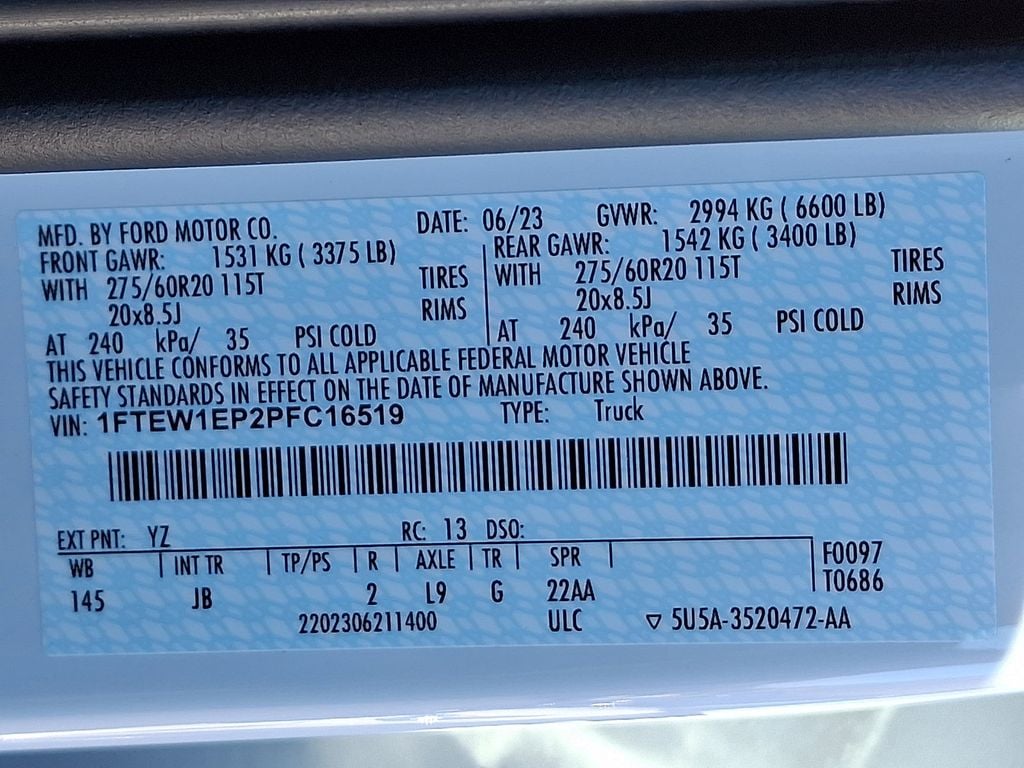 MFD. BY FORD MOTOR CO. DATE: 06/23 GVWR: 2994 KG ( 6600 LB)
FRONT GAWR: 1531 KG ( 3375 LB) REAR GAWR: 1542 KG ( 3400 LB)
WITH 275/60R20 115T TIRES WITH 275/60R20 115T TIRES
20x8.5J RIMS 20x8.5J RIMS
AT 240 kPa/ 35 PSI COLD AT 240 kPa/ 35 PSI COLD
THIS VEHICLE CONFORMS TO ALL APPLICABLE FEDERAL MOTOR VEHICLE
SAFETY STANDARDS IN EFFECT ON THE DATE OF MANUFACTURE SHOWN ABOVE.
VIN: 1FTEW1EP2PFC16519 TYPE: Truck
EXT PNT: YZ RC: 13 DSO:
WB INT TR TP/PS R AXLE TR SPR F0097
145 JB 2 L9 G 22AA T0686
2202306211400 ULC ▽ 5U5A-3520472-AA